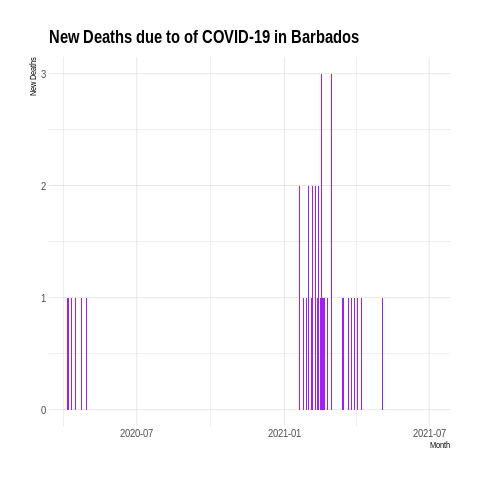 New Deaths due to of COVID-19 in Barbados
New Deaths
3
2
1
0
2020-07
2021-01
2021-07
Month